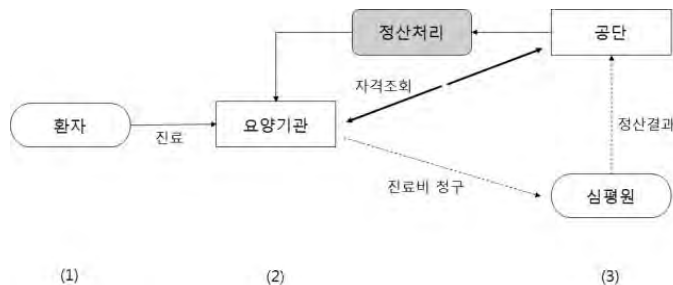 정산처리
공단
자격조회
환자
진료
요양기관
정산결과
진료비 청구
심평원
(1)
(2)
(3)